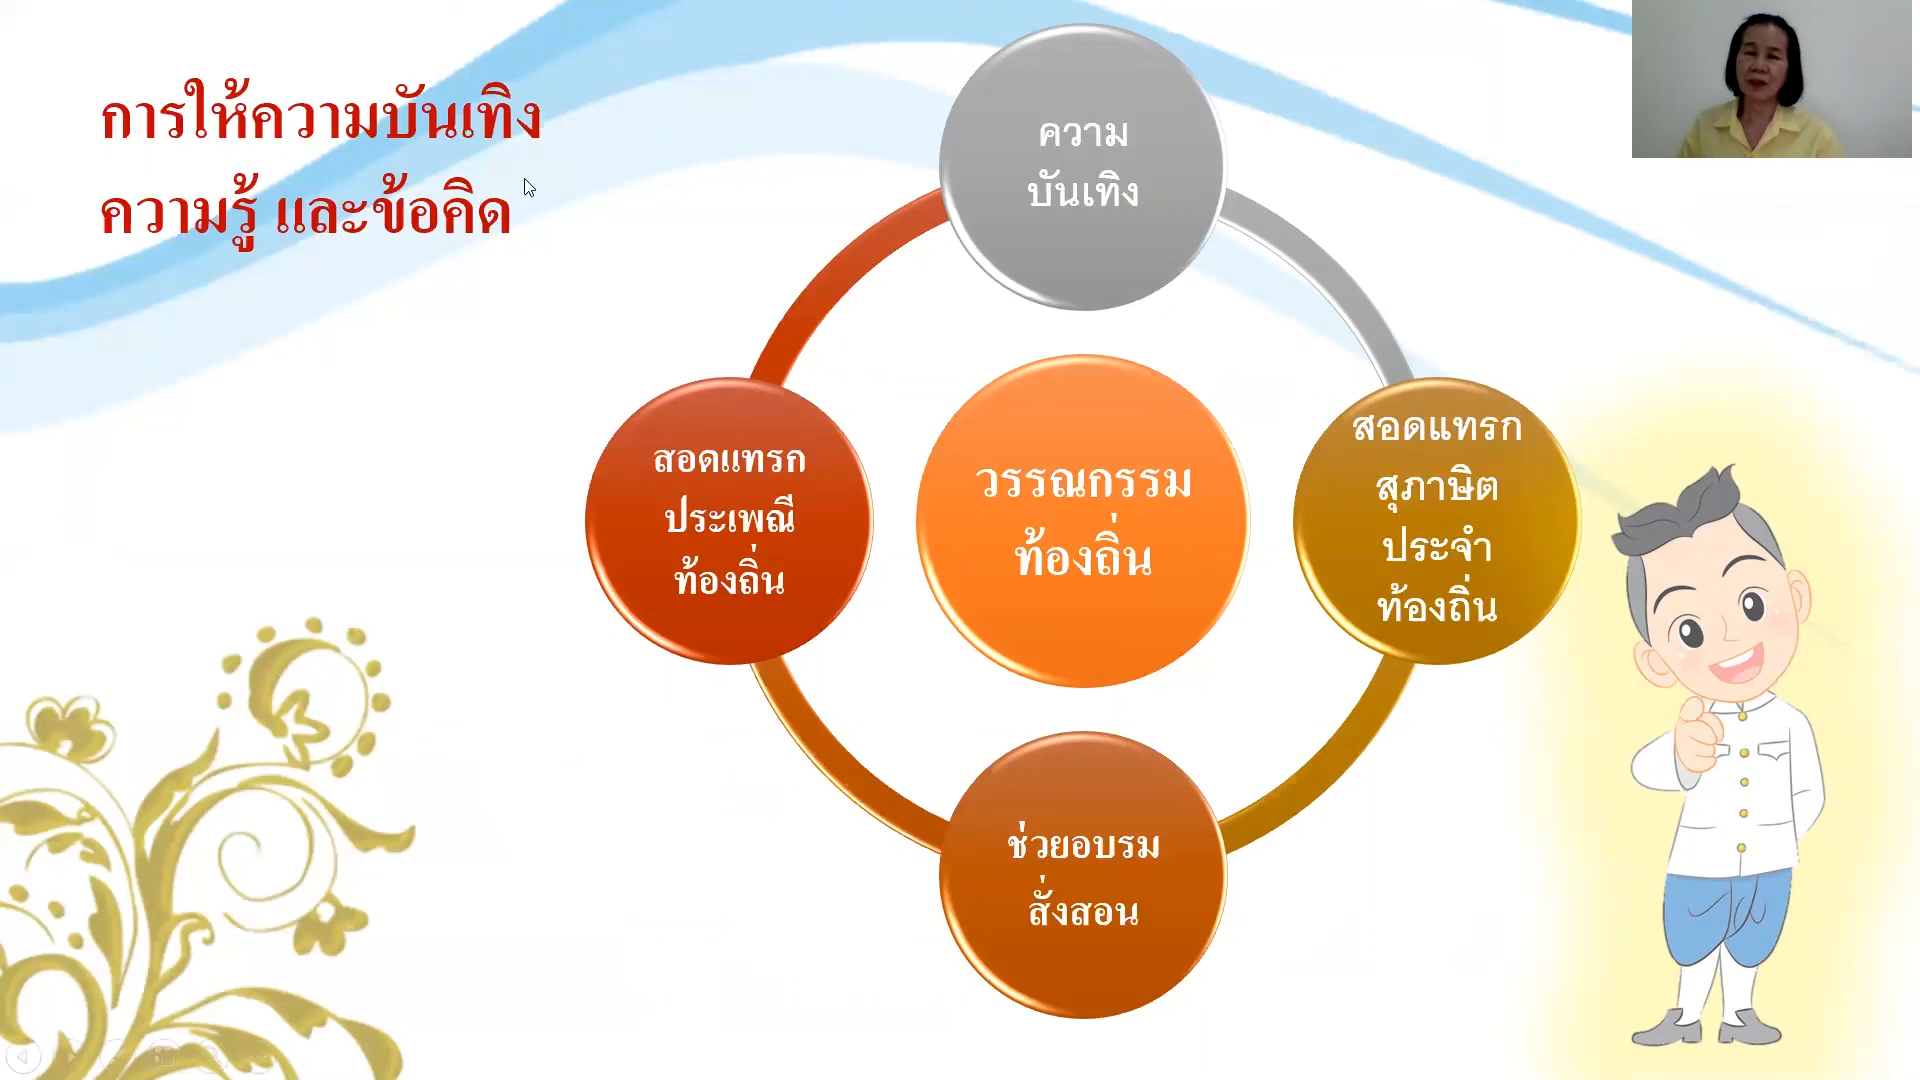 การให้ความบันเทิง
ความรู้ และข้อคิด
ความ
บันเทิง
สอดแทรก
สุภาษิต
ประจำ
ท้องถิ่น
ช่วยอบรม
สั่งสอน
สอดแทรก
ประเพณี
ท้องถิ่น
วรรณกรรม
ท้องถิ่น